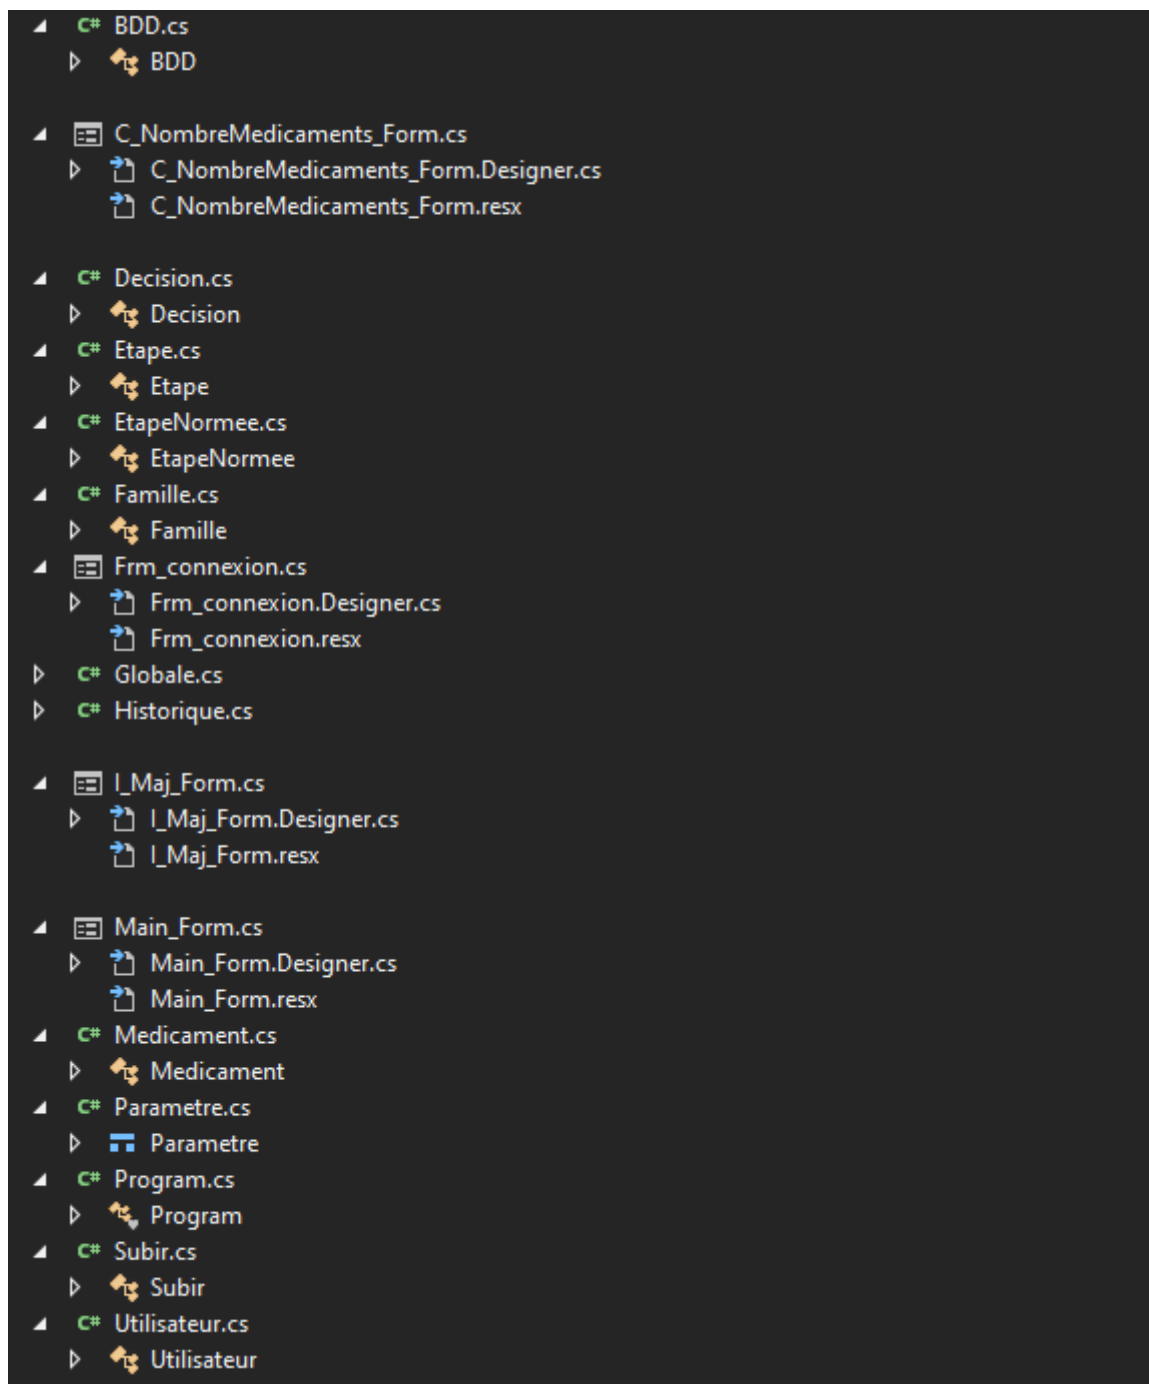 C# BDD.cs
BDD
C_NombreMedicaments_Form.cs
C_NombreMedicaments_Form.Designer.cs
C_NombreMedicaments_Form.resx
C# Decision.cs
Decision
C# Etape.cs
Etape
C# EtapeNormee.cs
EtapeNormee
C# Famille.cs
Famille
Frm_connexion.cs
Frm_connexion.Designer.cs
Frm_connexion.resx
C# Globale.cs
C# Historique.cs
I_Maj_Form.cs
I_Maj_Form.Designer.cs
I_Maj_Form.resx
Main_Form.cs
Main_Form.Designer.cs
Main_Form.resx
C# Medicament.cs
Medicament
C# Parametre.cs
Parametre
C# Program.cs
Program
C# Subir.cs
Subir
C# Utilisateur.cs
Utilisateur